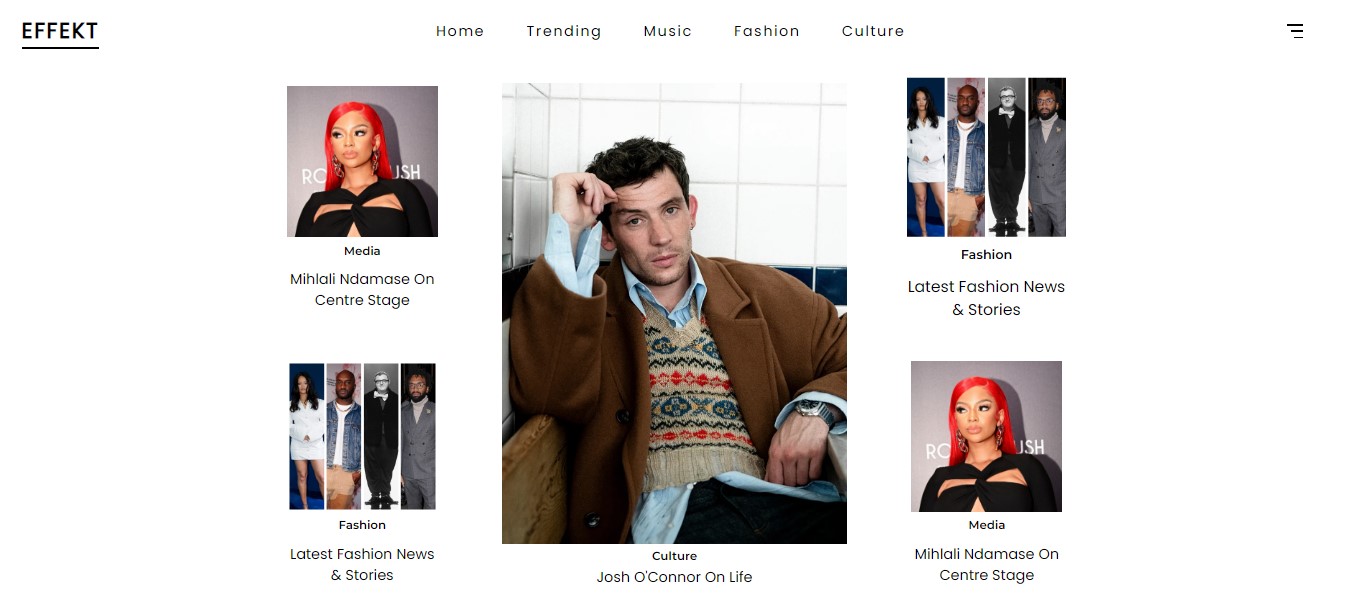 EFFEKT
Home Trending Music Fashion Culture
RO USH
Media
Mihlali Ndamase On
Centre Stage
Fashion
Latest Fashion News
& Stories
Culture
Josh O'Connor On Life
Fashion
Latest Fashion News
& Stories
RO USH
Media
Mihlali Ndamase On
Centre Stage